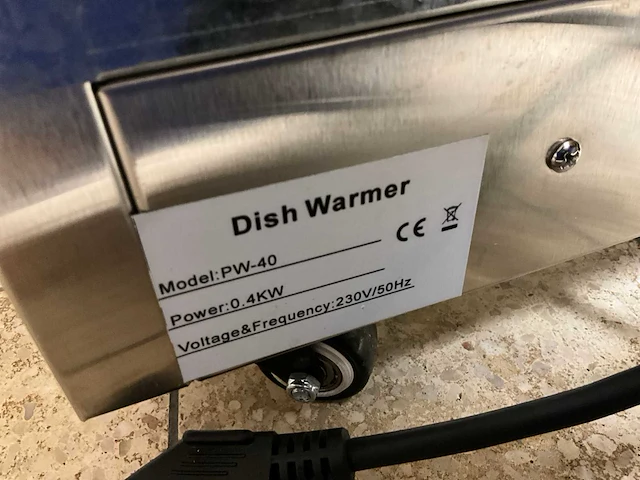 Dish Warmer
Model:PW-40
CE
Power:0.4KW
Voltage&Frequency:230V/50Hz